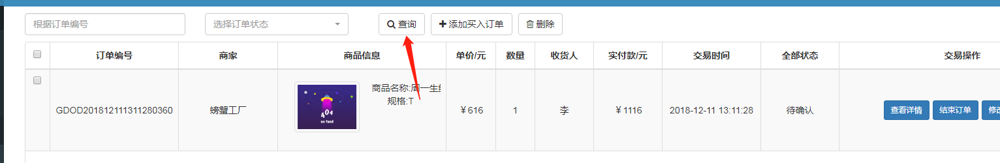 根据订单编号 选择订单状态 查询 添加买入订单 删除
订单编号 商家 商品信息 单价/元 数量 收货人 实付款/元 交易时间 全部状态 交易操作
商品名称:周一生
规格:T
GDOD201812111311280360 螃蟹工厂 ¥616 1 李 ¥1116 2018-12-11 13:11:28 待确认 查看详情 结束订单 修改
404
no fund